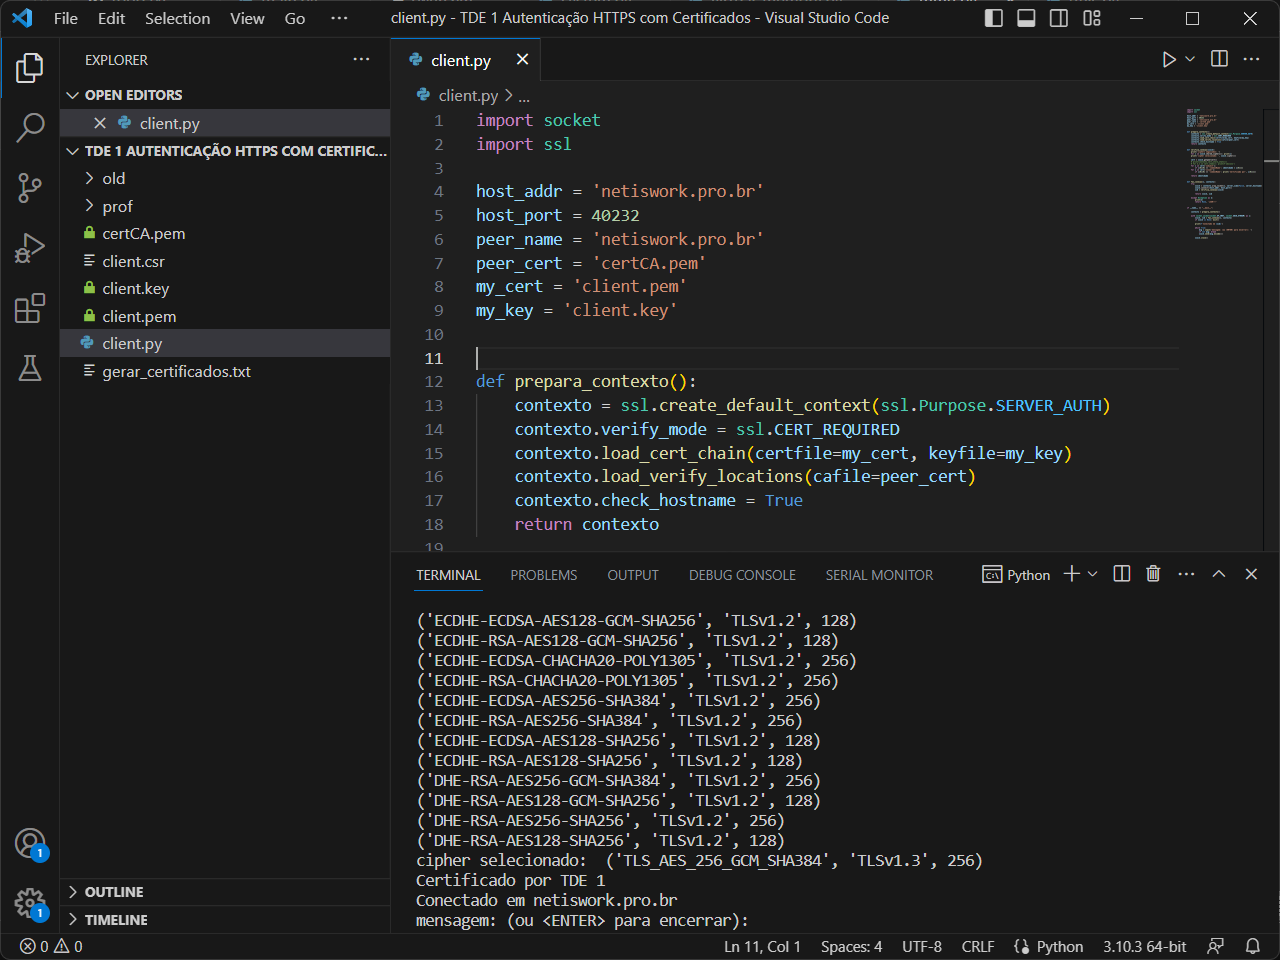 File Edit Selection View Go ··· client.py - TDE 1 Autenticação HTTPS com Certificados - Visual Studio Code
EXPLORER
OPEN EDITORS
client.py
TDE 1 AUTENTICAÇÃO HTTPS COM CERTIFIC...
old
prof
certCA.pem
client.csr
client.key
client.pem
client.py
gerar_certificados.txt
OUTLINE
TIMELINE
1
1
client.py
client.py > ...
1 import socket
2 import ssl
3
4 host_addr = 'netiswork.pro.br'
5 host_port = 40232
6 peer_name = 'netiswork.pro.br'
7 peer_cert = 'certCA.pem'
8 my_cert = 'client.pem'
9 my_key = 'client.key'
10
11
12 def prepara_contexto():
13 contexto = ssl.create_default_context(ssl.Purpose.SERVER_AUTH)
14 contexto.verify_mode = ssl.CERT_REQUIRED
15 contexto.load_cert_chain(certfile=my_cert, keyfile=my_key)
16 contexto.load_verify_locations(cafile=peer_cert)
17 contexto.check_hostname = True
18 return contexto
19
TERMINAL PROBLEMS OUTPUT DEBUG CONSOLE SERIAL MONITOR Python
('ECDHE-ECDSA-AES128-GCM-SHA256', 'TLSv1.2', 128)
('ECDHE-RSA-AES128-GCM-SHA256', 'TLSv1.2', 128)
('ECDHE-ECDSA-CHACHA20-POLY1305', 'TLSv1.2', 256)
('ECDHE-RSA-CHACHA20-POLY1305', 'TLSv1.2', 256)
('ECDHE-ECDSA-AES256-SHA384', 'TLSv1.2', 256)
('ECDHE-RSA-AES256-SHA384', 'TLSv1.2', 256)
('ECDHE-ECDSA-AES128-SHA256', 'TLSv1.2', 128)
('ECDHE-RSA-AES128-SHA256', 'TLSv1.2', 128)
('DHE-RSA-AES256-GCM-SHA384', 'TLSv1.2', 256)
('DHE-RSA-AES128-GCM-SHA256', 'TLSv1.2', 128)
('DHE-RSA-AES256-SHA256', 'TLSv1.2', 256)
('DHE-RSA-AES128-SHA256', 'TLSv1.2', 128)
cipher selecionado: ('TLS_AES_256_GCM_SHA384', 'TLSv1.3', 256)
Certificado por TDE 1
Conectado em netiswork.pro.br
mensagem: (ou <ENTER> para encerrar):
0 0 Ln 11, Col 1 Spaces: 4 UTF-8 CRLF Python 3.10.3 64-bit